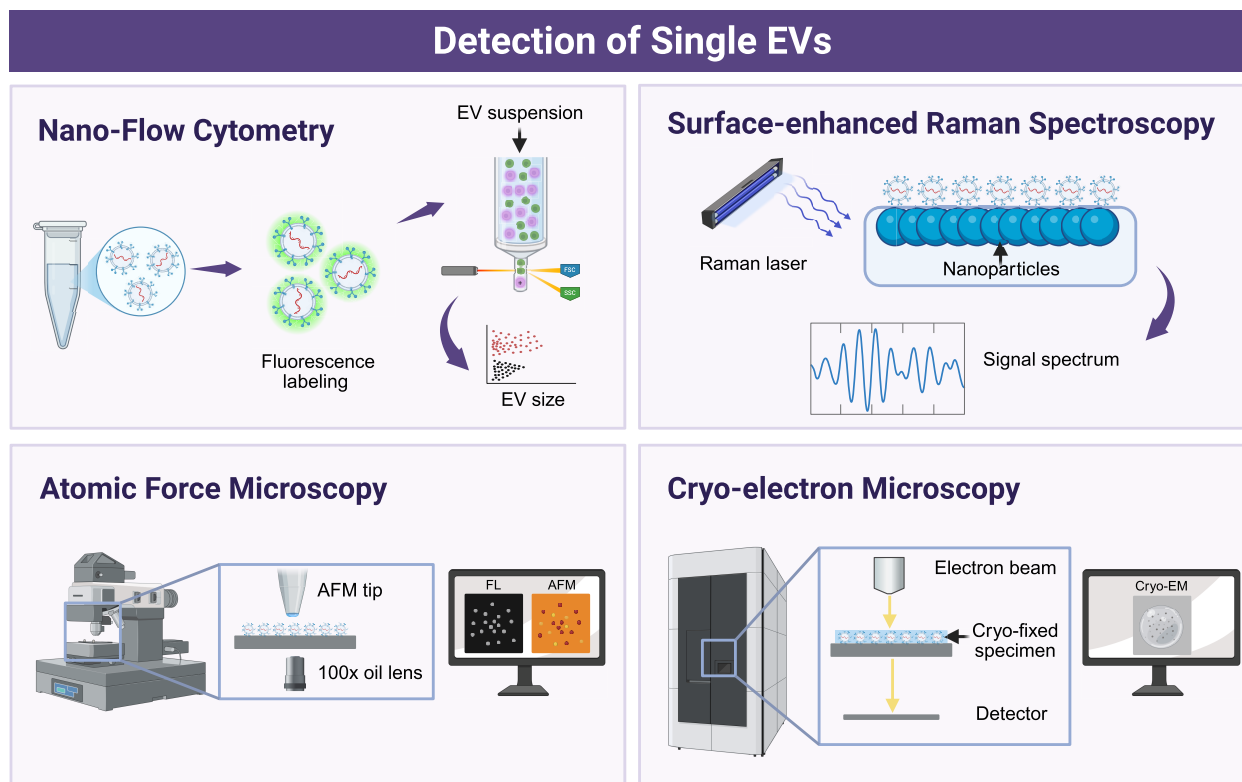 Detection of Single EVs
Nano-Flow Cytometry
EV suspension
FSC
SSC
Fluorescence
labeling
EV size
Surface-enhanced Raman Spectroscopy
Raman laser
Nanoparticles
Signal spectrum
Atomic Force Microscopy
AFM tip
100x oil lens
FL
AFM
Cryo-electron Microscopy
Electron beam
Cryo-fixed
specimen
Detector
Cryo-EM